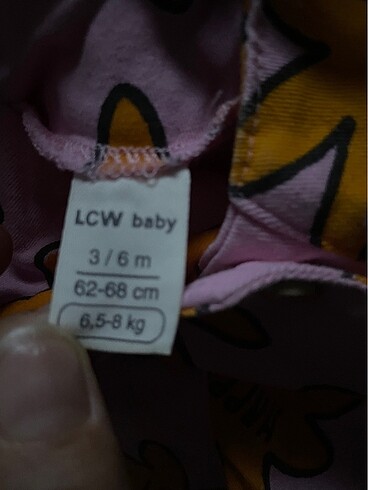 LCW baby
3 / 6 m
62-68 cm
6,5-8 kg